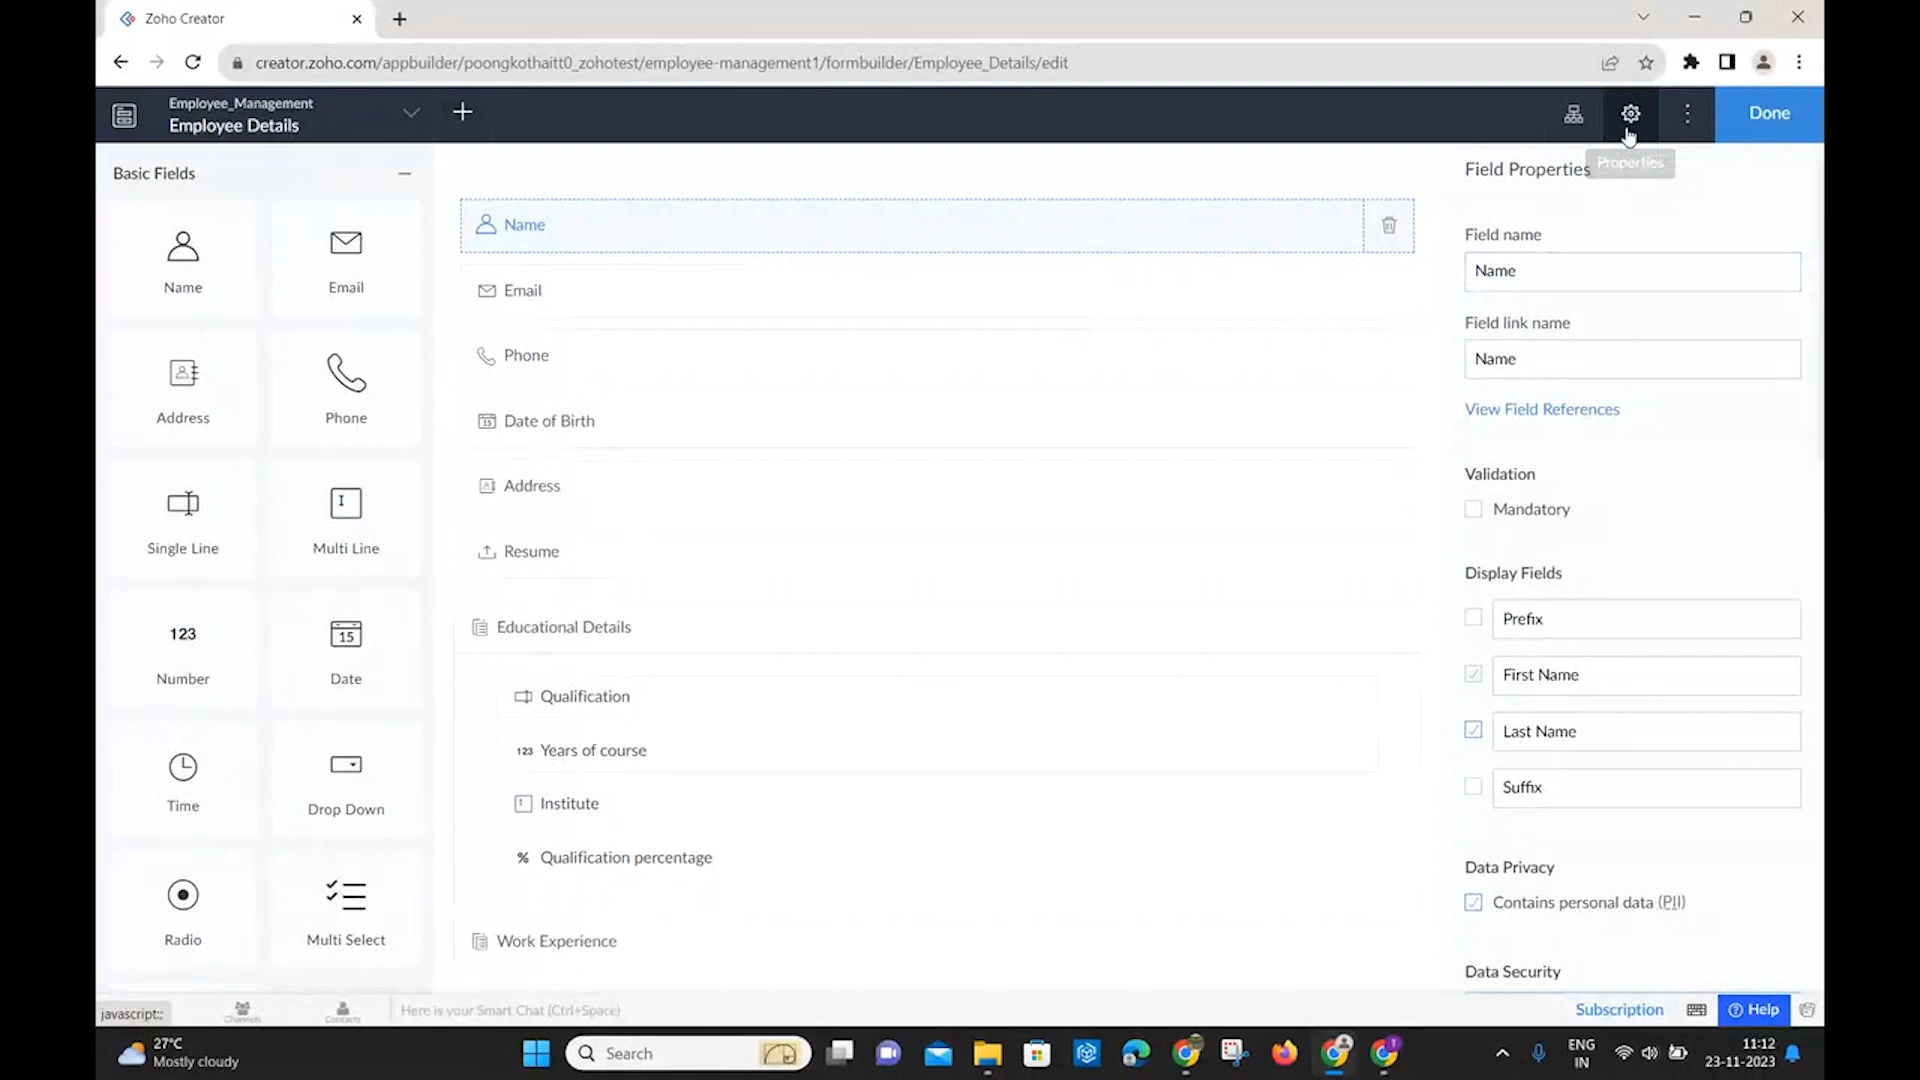 Zoho Creator
creator.zoho.com/appbuilder/poongkothaitt0_zohotest/employee-management1/formbuilder/Employee_Details/edit
Employee_Management
Employee Details
Done
Properties
Basic Fields
Name
Email
Address
Phone
Single Line
Multi Line
123
Number
15
Date
Time
Drop Down
Radio
Multi Select
Name
Email
Phone
Date of Birth
Address
Resume
Educational Details
Qualification
123 Years of course
Institute
% Qualification percentage
Work Experience
Field Properties
Field name
Name
Field link name
Name
View Field References
Validation
Mandatory
Display Fields
Prefix
First Name
Last Name
Suffix
Data Privacy
Contains personal data (PII)
Data Security
javascript:;
Channels
Contacts
Here is your Smart Chat (Ctrl+Space)
Subscription
Help
27°C
Mostly cloudy
Search
ENG
IN
11:12
23-11-2023